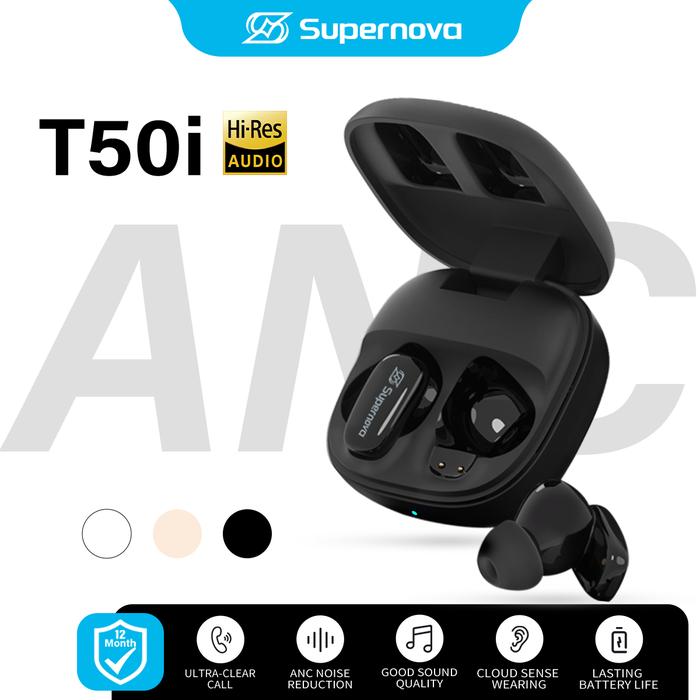 Supernova
T50i
Hi-Res
AUDIO
ANC
Supernova
12
Month
ULTRA-CLEAR
CALL
ANC NOISE
REDUCTION
GOOD SOUND
QUALITY
CLOUD SENSE
WEARING
LASTING
BATTERY LIFE